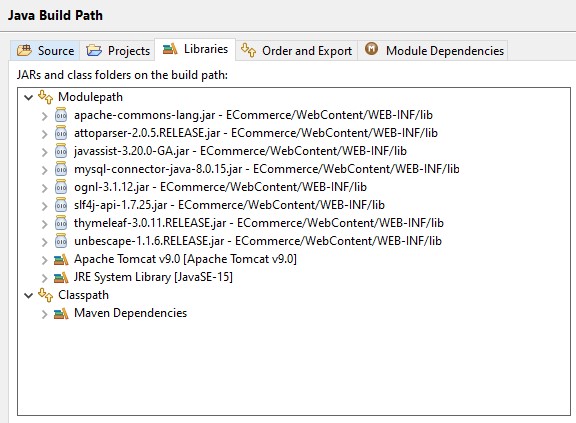 Java Build Path
Source Projects Libraries Order and Export Module Dependencies
JARs and class folders on the build path:
Modulepath
apache-commons-lang.jar - ECommerce/WebContent/WEB-INF/lib
attoparser-2.0.5.RELEASE.jar - ECommerce/WebContent/WEB-INF/lib
javassist-3.20.0-GA.jar - ECommerce/WebContent/WEB-INF/lib
mysql-connector-java-8.0.15.jar - ECommerce/WebContent/WEB-INF/lib
ognl-3.1.12.jar - ECommerce/WebContent/WEB-INF/lib
slf4j-api-1.7.25.jar - ECommerce/WebContent/WEB-INF/lib
thymeleaf-3.0.11.RELEASE.jar - ECommerce/WebContent/WEB-INF/lib
unbescape-1.1.6.RELEASE.jar - ECommerce/WebContent/WEB-INF/lib
Apache Tomcat v9.0 [Apache Tomcat v9.0]
JRE System Library [JavaSE-15]
Classpath
Maven Dependencies